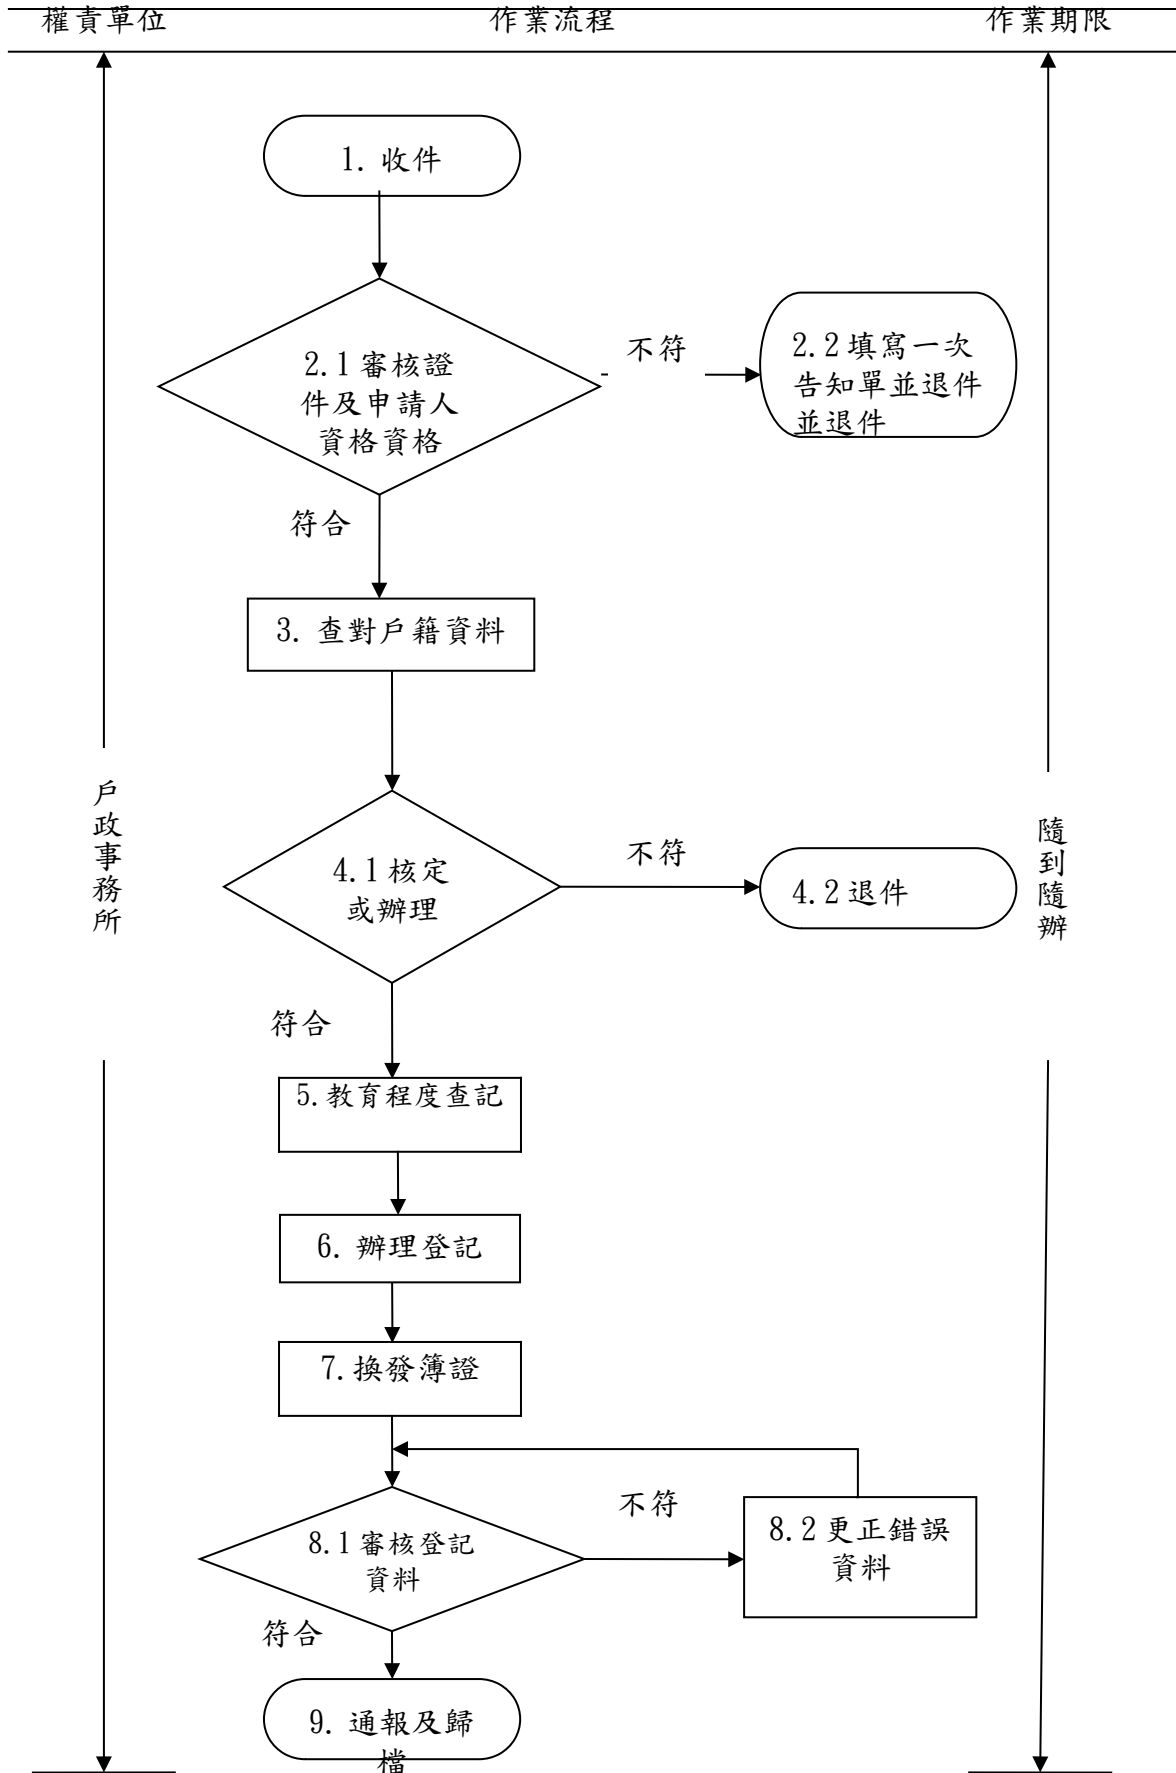 權責單位 作業流程 作業期限
1. 收件
2.1 審核證
件及申請人
資格資格
不符
2.2 填寫一次
告知單並退件
並退件
符合
3. 查對戶籍資料
戶政事務所
4.1 核定
或辦理
不符
4.2 退件
隨到隨辦
符合
5. 教育程度查記
6. 辦理登記
7. 換發簿證
8.1 審核登記
資料
不符
8.2 更正錯誤
資料
符合
9. 通報及歸
檔